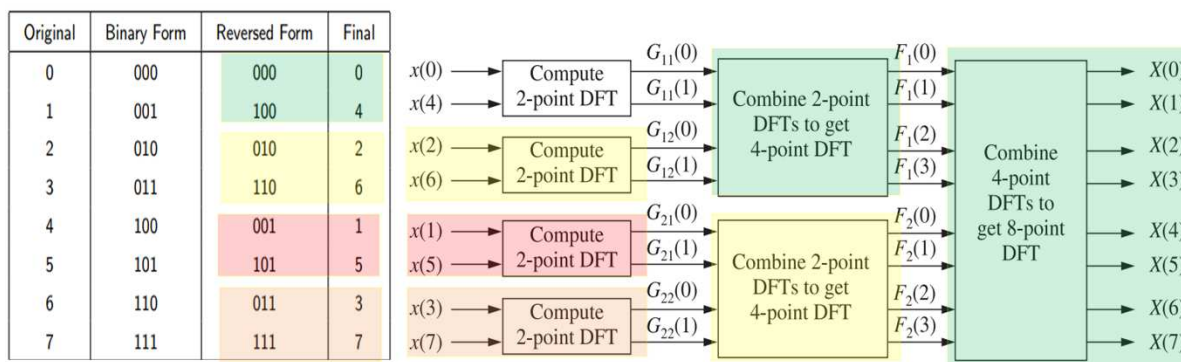 Original Binary Form Reversed Form Final
0 000 000 0
1 001 100 4
2 010 010 2
3 011 110 6
4 100 001 1
5 101 101 5
6 110 011 3
7 111 111 7
x(0)
x(4)
x(2)
x(6)
x(1)
x(5)
x(3)
x(7)
Compute
2-point DFT
Compute
2-point DFT
Compute
2-point DFT
Compute
2-point DFT
G11(0)
G11(1)
G12(0)
G12(1)
G21(0)
G21(1)
G22(0)
G22(1)
Combine 2-point
DFTs to get
4-point DFT
Combine 2-point
DFTs to get
4-point DFT
F1(0)
F1(1)
F1(2)
F1(3)
F2(0)
F2(1)
F2(2)
F2(3)
Combine
4-point
DFTs to
get 8-point
DFT
X(0)
X(1)
X(2)
X(3)
X(4)
X(5)
X(6)
X(7)